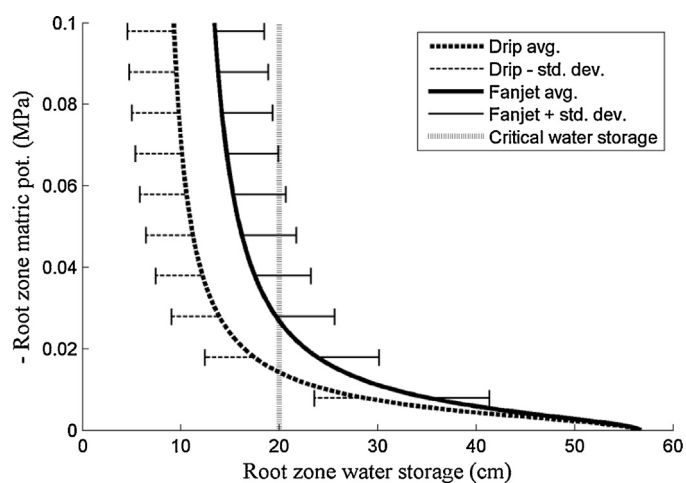 0.1
0.08
0.06
0.04
0.02
0
- Root zone matric pot. (MPa)
Drip avg.
Drip - std. dev.
Fanjet avg.
Fanjet + std. dev.
Critical water storage
0 10 20 30 40 50 60
Root zone water storage (cm)